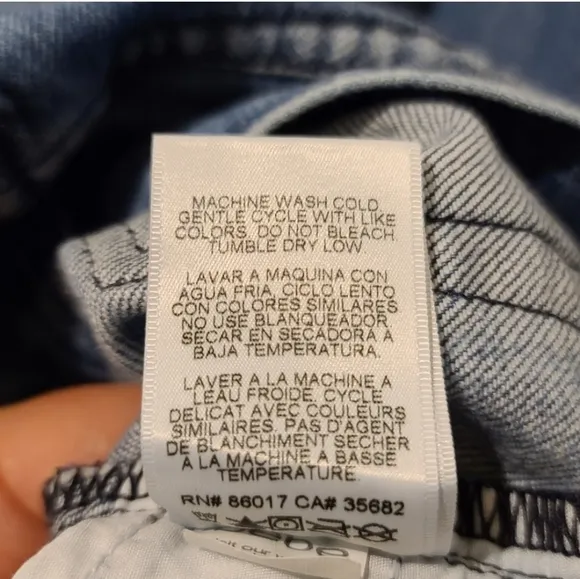 MACHINE WASH COLD,
GENTLE CYCLE WITH LIKE
COLORS. DO NOT BLEACH.
TUMBLE DRY LOW.
LAVAR A MAQUINA CON
AGUA FRIA, CICLO LENTO
CON COLORES SIMILARES
NO USE BLANQUEADOR
SECAR EN SECADORA A
BAJA TEMPERATURA.
LAVER A LA MACHINE A
LEAU FROIDE, CYCLE
DELICAT AVEC COULEURS
SIMILAIRES. PAS D'AGENT
DE BLANCHIMENT SECHER
A LA MACHINE A BASSE
TEMPERATURE
RN# 86017 CA# 35682